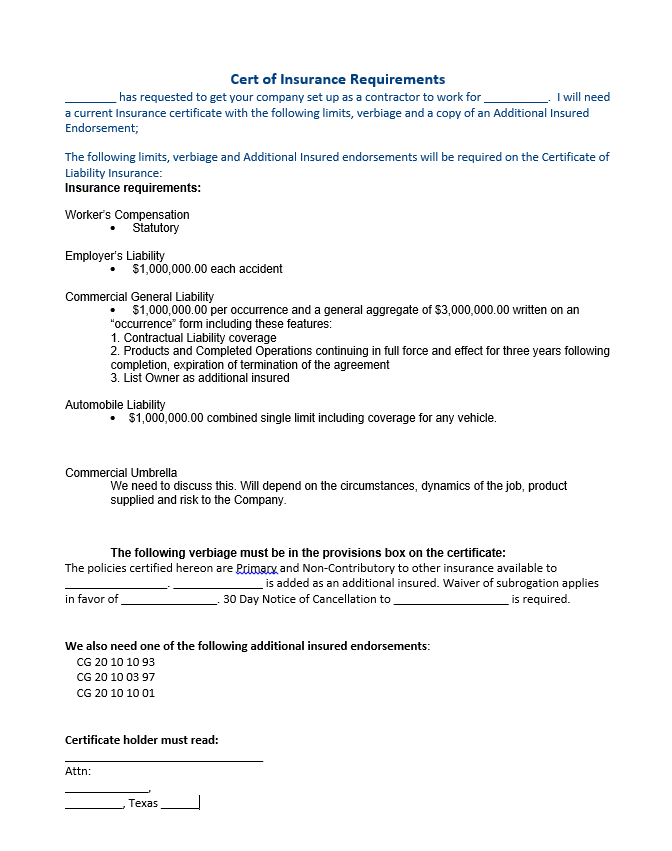 Cert of Insurance Requirements
________ has requested to get your company set up as a contractor to work for __________.  I will need
a current Insurance certificate with the following limits, verbiage and a copy of an Additional Insured
Endorsement;
The following limits, verbiage and Additional Insured endorsements will be required on the Certificate of
Liability Insurance:
Insurance requirements:
Worker's Compensation
• Statutory
Employer's Liability
• $1,000,000.00 each accident
Commercial General Liability
• $1,000,000.00 per occurrence and a general aggregate of $3,000,000.00 written on an
“occurrence” form including these features:
1. Contractual Liability coverage
2. Products and Completed Operations continuing in full force and effect for three years following
completion, expiration of termination of the agreement
3. List Owner as additional insured
Automobile Liability
• $1,000,000.00 combined single limit including coverage for any vehicle.
Commercial Umbrella
We need to discuss this. Will depend on the circumstances, dynamics of the job, product
supplied and risk to the Company.
The following verbiage must be in the provisions box on the certificate:
The policies certified hereon are Primary and Non-Contributory to other insurance available to
________________. ______________ is added as an additional insured. Waiver of subrogation applies
in favor of _______________. 30 Day Notice of Cancellation to __________________ is required.
We also need one of the following additional insured endorsements:
CG 20 10 10 93
CG 20 10 03 97
CG 20 10 10 01
Certificate holder must read:
_______________________________
Attn:
_____________,
_________, Texas ______